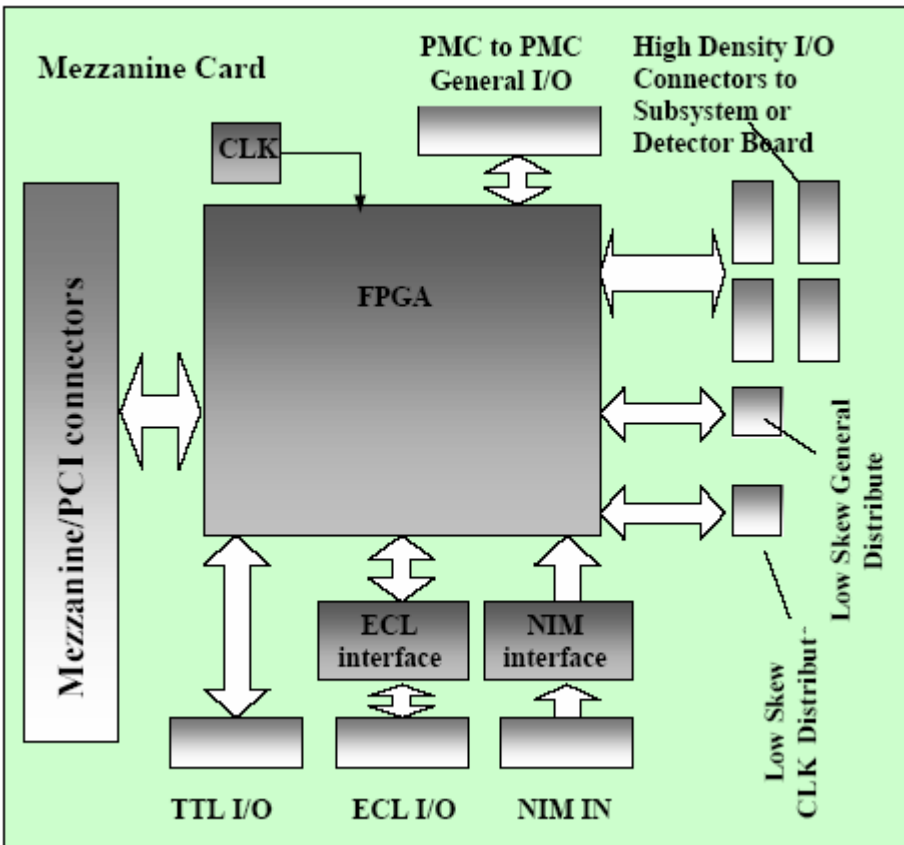 Mezzanine Card
PMC to PMC
General I/O
High Density I/O
Connectors to
Subsystem or
Detector Board
CLK
FPGA
Mezzanine/PCI connectors
Low Skew General
Distribute
Low Skew
CLK Distribut
ECL
interface
NIM
interface
TTL I/O
ECL I/O
NIM IN